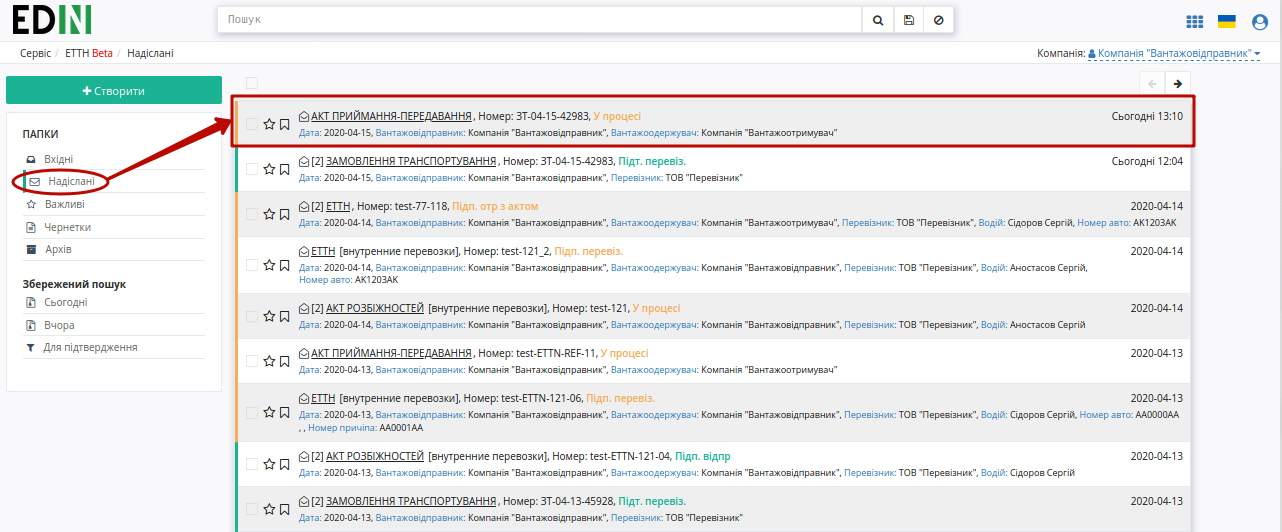 EDIN
Пошук
Сервіс / ЕТТН Beta / Надіслані
Компанія: Компанія "Вантажовідправник"
Створити
ПАПКИ
Вхідні
Надіслані
Важливі
Чернетки
Архів
Збережений пошук
Сьогодні
Вчора
Для підтвердження
АКТ ПРИЙМАННЯ-ПЕРЕДАВАННЯ, Номер: ЗТ-04-15-42983, У процесі Сьогодні 13:10
Дата: 2020-04-15, Вантажовідправник: Компанія "Вантажовідправник", Вантажоодержувач: Компанія "Вантажоотримувач"
[2] ЗАМОВЛЕННЯ ТРАНСПОРТУВАННЯ, Номер: ЗТ-04-15-42983, Підт. перевіз. Сьогодні 12:04
Дата: 2020-04-15, Вантажовідправник: Компанія "Вантажовідправник", Перевізник: ТОВ "Перевізник"
[2] ЕТТН, Номер: test-77-118, Підп. отр з актом 2020-04-14
Дата: 2020-04-14, Вантажовідправник: Компанія "Вантажовідправник", Вантажоодержувач: Компанія "Вантажоотримувач", Перевізник: ТОВ "Перевізник", Водій: Сідоров Сергій, Номер авто: АК1203АК
ЕТТН [внутренние перевозки], Номер: test-121_2, Підп. перевіз. 2020-04-14
Дата: 2020-04-14, Вантажовідправник: Компанія "Вантажовідправник", Вантажоодержувач: Компанія "Вантажовідправник", Перевізник: ТОВ "Перевізник", Водій: Аностасов Сергій,
Номер авто: АК1203АК
[2] АКТ РОЗБІЖНОСТЕЙ [внутренние перевозки], Номер: test-121, У процесі 2020-04-14
Дата: 2020-04-14, Вантажовідправник: Компанія "Вантажовідправник", Вантажоодержувач: Компанія "Вантажовідправник", Перевізник: ТОВ "Перевізник", Водій: Аностасов Сергій
АКТ ПРИЙМАННЯ-ПЕРЕДАВАННЯ, Номер: test-ETTN-REF-11, У процесі 2020-04-13
Дата: 2020-04-13, Вантажовідправник: Компанія "Вантажовідправник", Вантажоодержувач: Компанія "Вантажоотримувач"
ЕТТН [внутренние перевозки], Номер: test-ETTN-121-06, Підп. перевіз. 2020-04-13
Дата: 2020-04-13, Вантажовідправник: Компанія "Вантажовідправник", Вантажоодержувач: Компанія "Вантажовідправник", Перевізник: ТОВ "Перевізник", Водій: Сідоров Сергій, Номер авто: АА0000АА
, , Номер причіпа: АА0001АА
[2] АКТ РОЗБІЖНОСТЕЙ [внутренние перевозки], Номер: test-ETTN-121-04, Підп. відпр 2020-04-13
Дата: 2020-04-13, Вантажовідправник: Компанія "Вантажовідправник", Вантажоодержувач: Компанія "Вантажовідправник", Перевізник: ТОВ "Перевізник", Водій: Сідоров Сергій
[2] ЗАМОВЛЕННЯ ТРАНСПОРТУВАННЯ, Номер: ЗТ-04-13-45928, Підт. перевіз. 2020-04-13
Дата: 2020-04-13, Вантажовідправник: Компанія "Вантажовідправник", Перевізник: ТОВ "Перевізник"